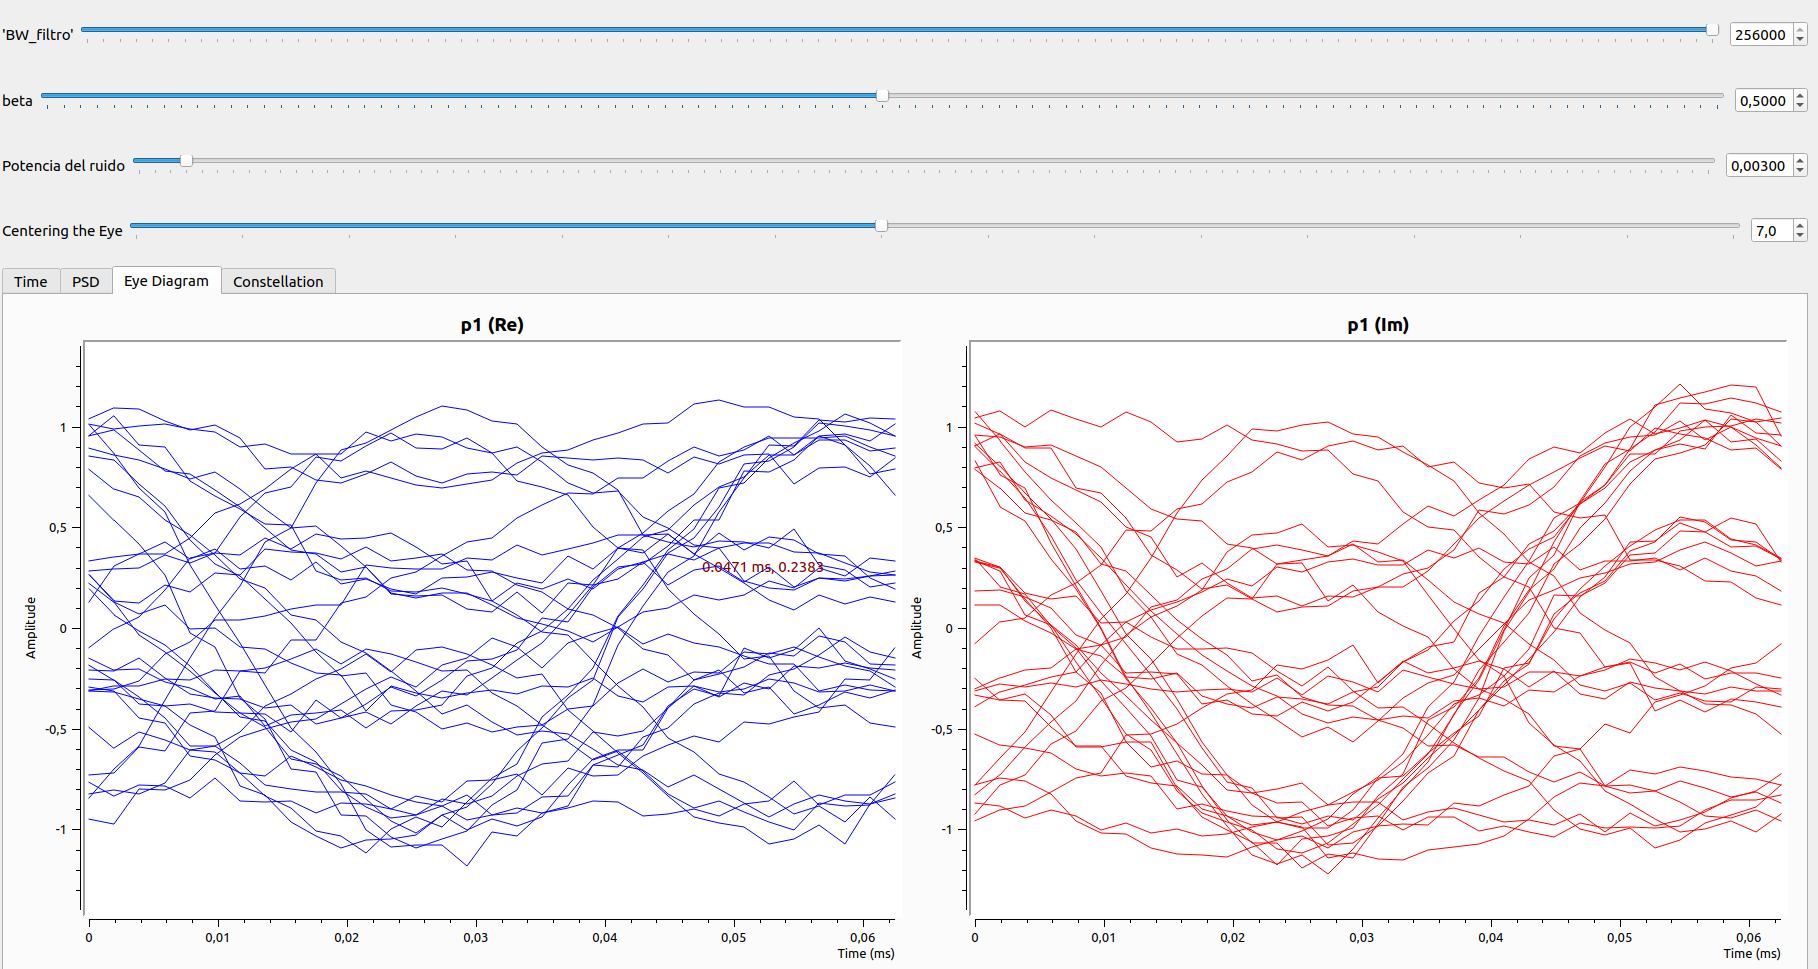 'BW_filtro' 256000
beta 0,5000
Potencia del ruido 0,00300
Centering the Eye 7,0
Time PSD Eye Diagram Constellation
p1 (Re)
1
0,5
0
-0,5
-1
Amplitude
0.0471 ms, 0.2383
0 0,01 0,02 0,03 0,04 0,05 0,06
Time (ms)
p1 (Im)
1
0,5
0
-0,5
-1
Amplitude
0 0,01 0,02 0,03 0,04 0,05 0,06
Time (ms)